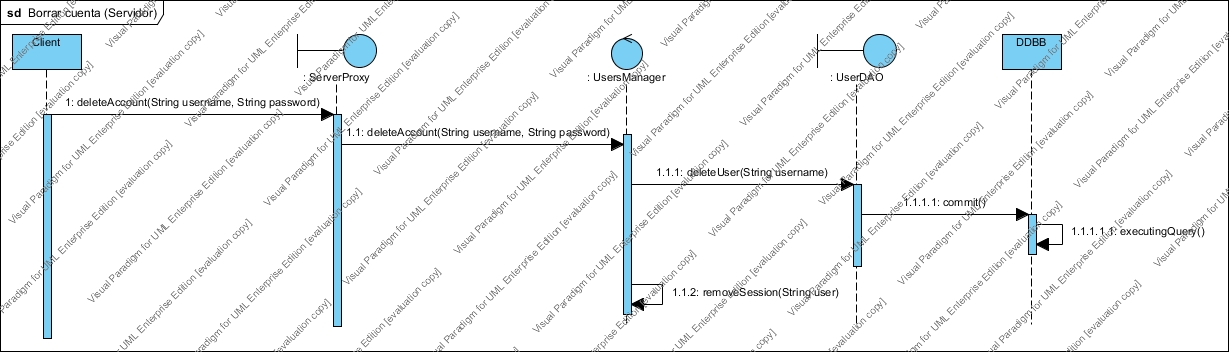 sd Borrar cuenta (Servidor)
Client
: ServerProxy
: UsersManager
: UserDAO
DDBB
1: deleteAccount(String username, String password)
1.1: deleteAccount(String username, String password)
1.1.1: deleteUser(String username)
1.1.1.1: commit()
1.1.1.1.1: executingQuery()
1.1.2: removeSession(String user)
Visual Paradigm for UML Enterprise Edition [evaluation copy]